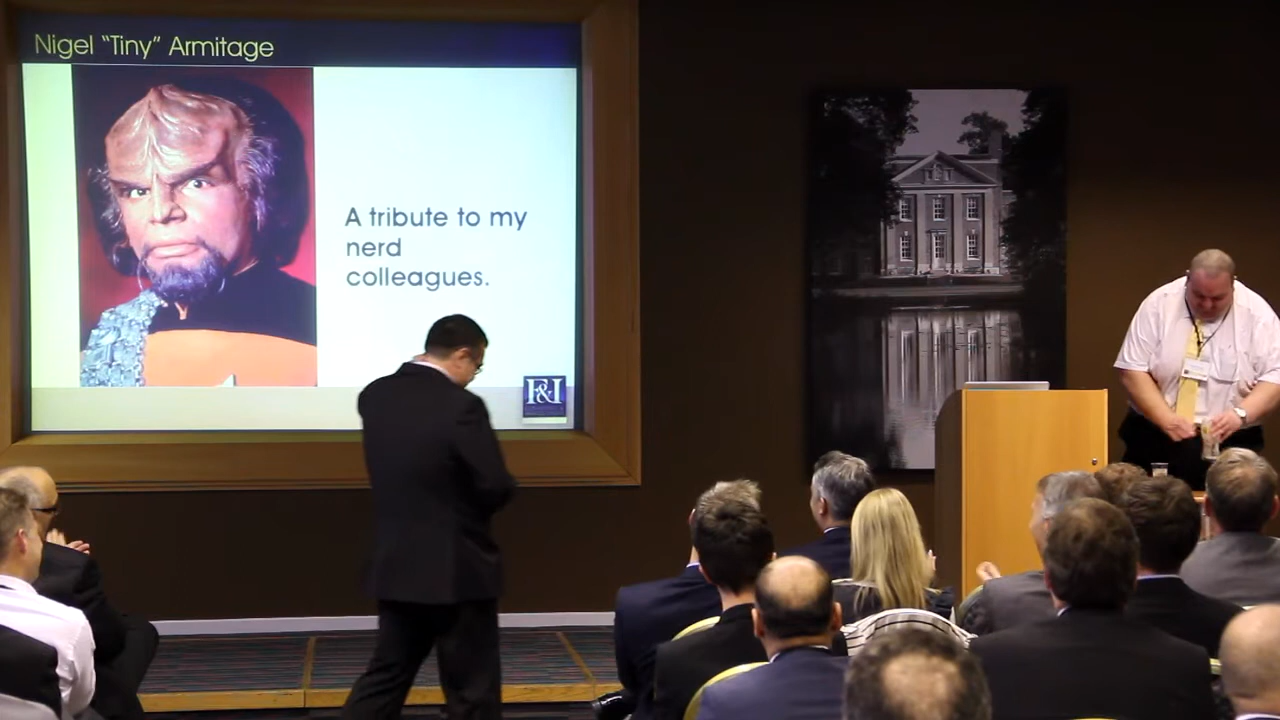 Nigel “Tiny” Armitage
A tribute to my
nerd
colleagues.
F&I